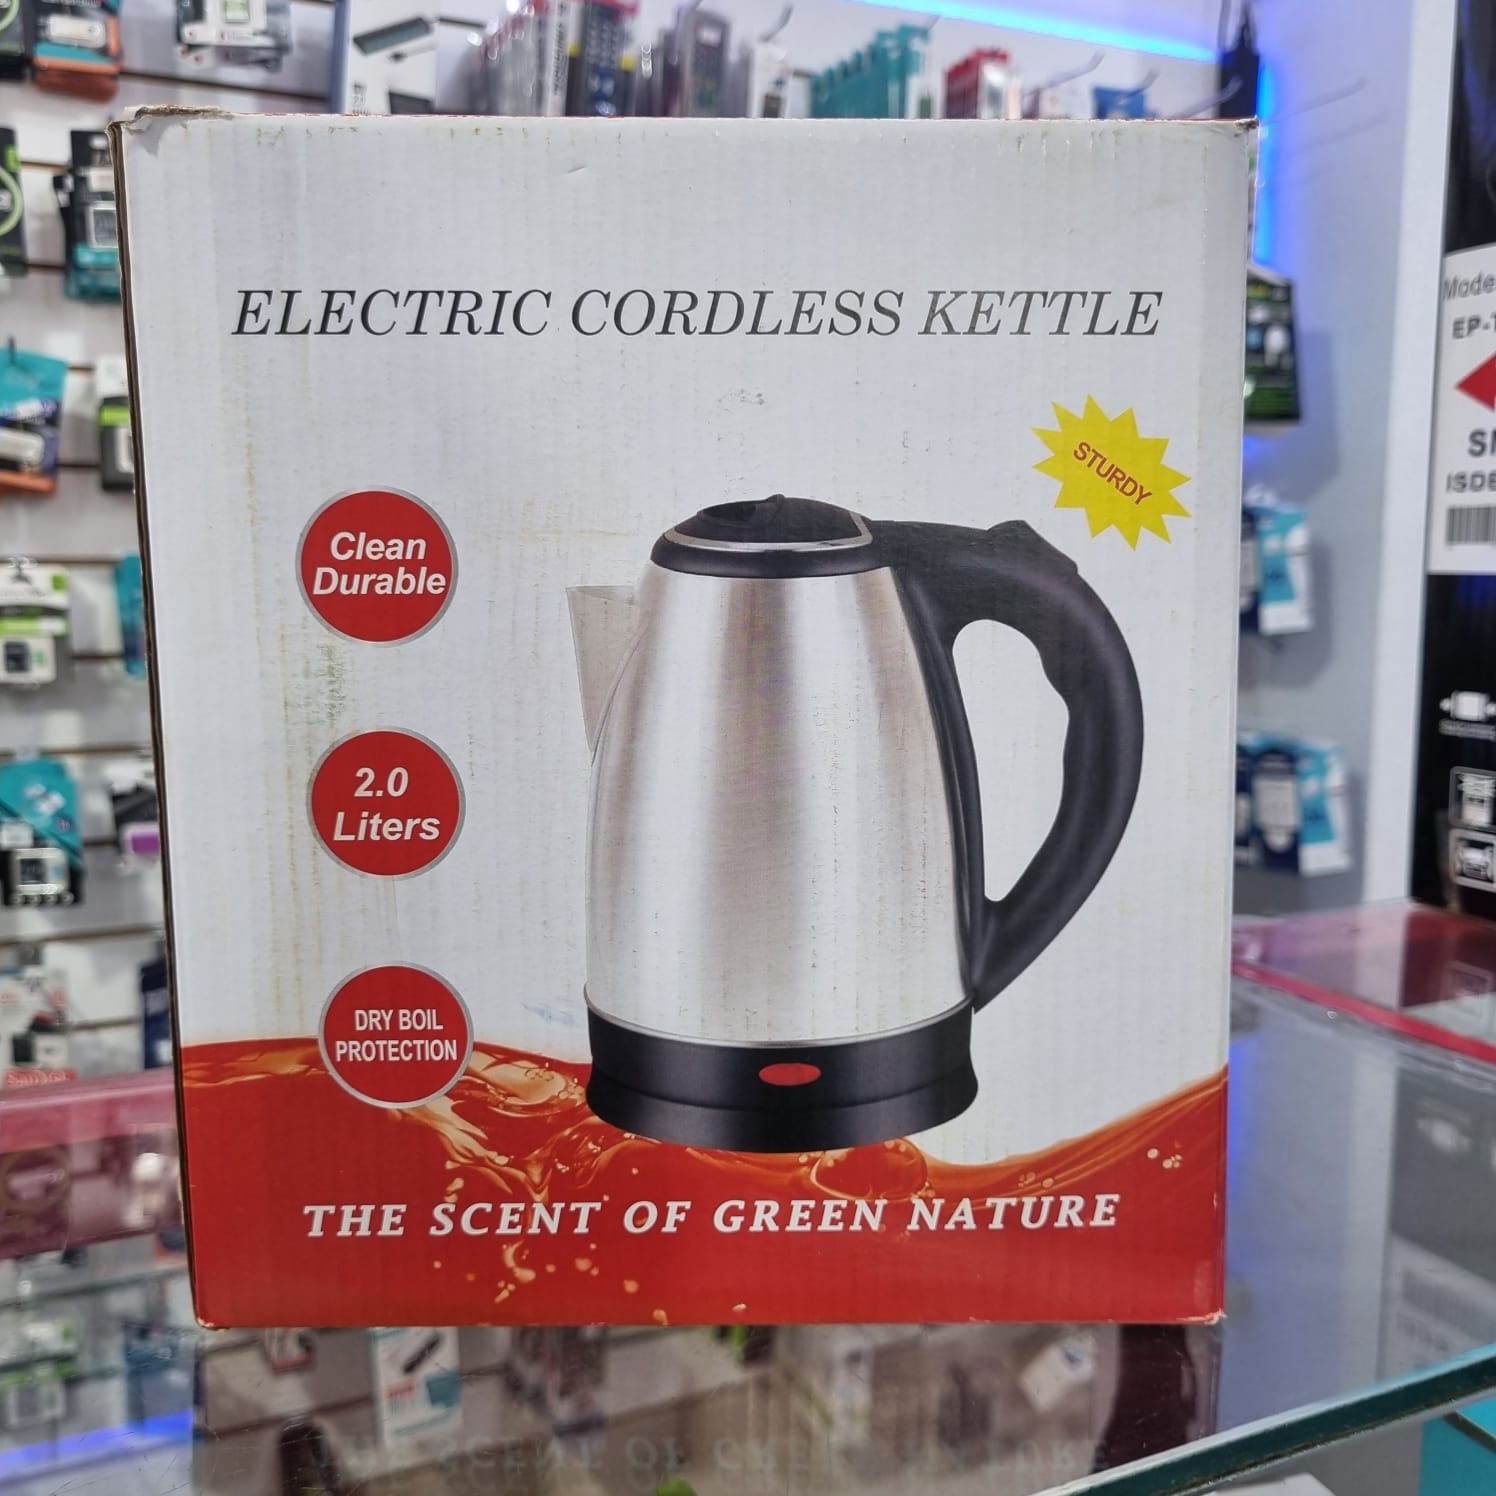 ELECTRIC CORDLESS KETTLE
STURDY
Clean
Durable
2.0
Liters
DRY BOIL
PROTECTION
THE SCENT OF GREEN NATURE